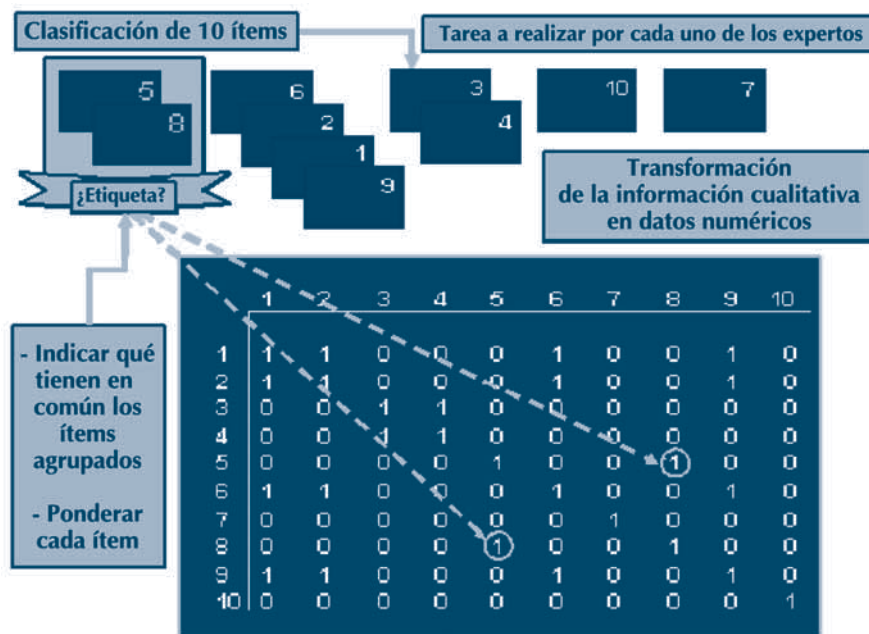 Clasificación de 10 ítems
Tarea a realizar por cada uno de los expertos
5
8
6
2
1
9
3
4
10
7
¿Etiqueta?
Transformación
de la información cualitativa
en datos numéricos
- Indicar qué
tienen en
común los
ítems
agrupados
- Ponderar
cada ítem
1 2 3 4 5 6 7 8 9 10
1 1 1 0 0 0 1 0 0 1 0
2 1 1 0 0 0 1 0 0 1 0
3 0 0 1 1 0 0 0 0 0 0
4 0 0 1 1 0 0 0 0 0 0
5 0 0 0 0 1 0 0 1 0 0
6 1 1 0 0 0 1 0 0 1 0
7 0 0 0 0 0 0 1 0 0 0
8 0 0 0 0 1 0 0 1 0 0
9 1 1 0 0 0 1 0 0 1 0
10 0 0 0 0 0 0 0 0 0 1